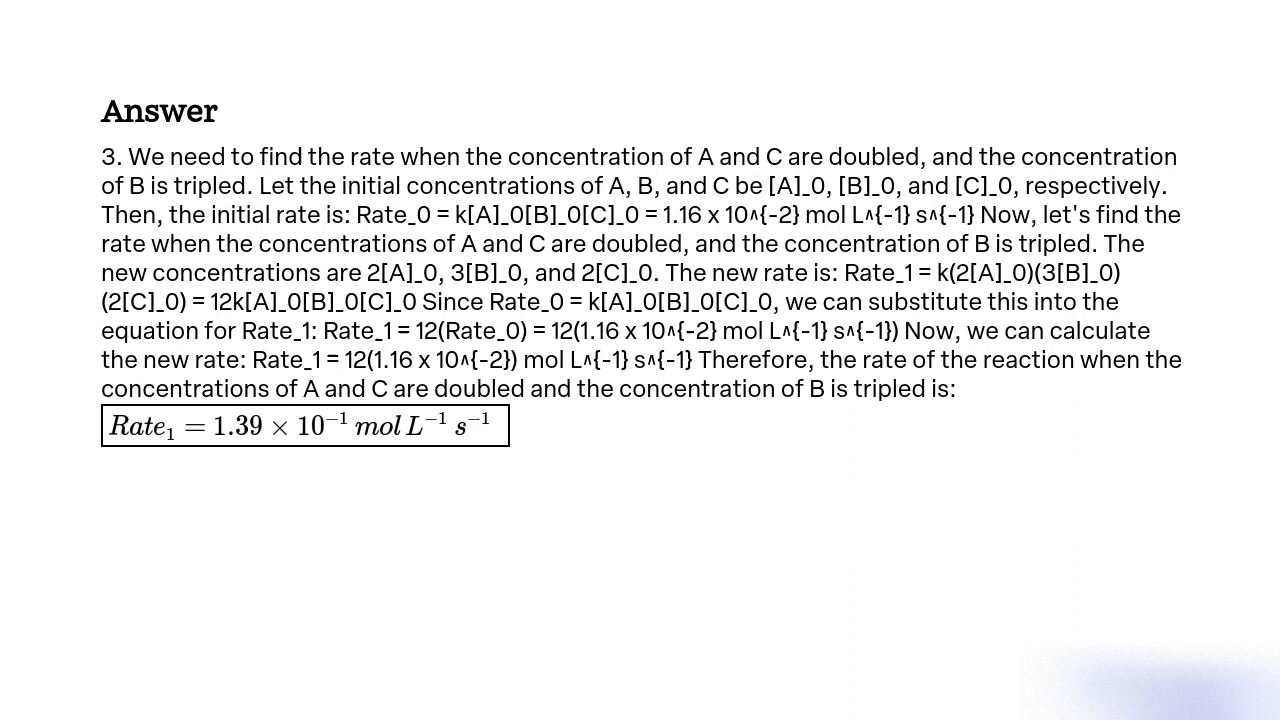 Answer
3. We need to find the rate when the concentration of A and C are doubled, and the concentration
of B is tripled. Let the initial concentrations of A, B, and C be [A]_0, [B]_0, and [C]_0, respectively.
Then, the initial rate is: Rate_0 = k[A]_0[B]_0[C]_0 = 1.16 x 10^{-2} mol L^{-1} s^{-1} Now, let's find the
rate when the concentrations of A and C are doubled, and the concentration of B is tripled. The
new concentrations are 2[A]_0, 3[B]_0, and 2[C]_0. The new rate is: Rate_1 = k(2[A]_0)(3[B]_0)
(2[C]_0) = 12k[A]_0[B]_0[C]_0 Since Rate_0 = k[A]_0[B]_0[C]_0, we can substitute this into the
equation for Rate_1: Rate_1 = 12(Rate_0) = 12(1.16 x 10^{-2} mol L^{-1} s^{-1}) Now, we can calculate
the new rate: Rate_1 = 12(1.16 x 10^{-2}) mol L^{-1} s^{-1} Therefore, the rate of the reaction when the
concentrations of A and C are doubled and the concentration of B is tripled is:
Rate₁ = 1.39 × 10⁻¹ mol L⁻¹ s⁻¹